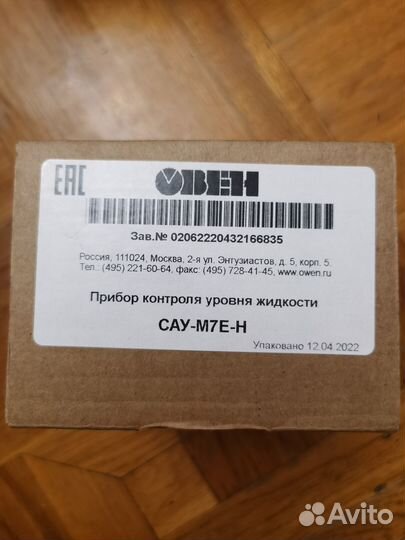 EAC ОВЕН
Зав.№ 02062220432166835
Россия, 111024, Москва, 2-я ул. Энтузиастов, д. 5, корп. 5.
Тел.: (495) 221-60-64, факс: (495) 728-41-45, www.owen.ru
Прибор контроля уровня жидкости
САУ-М7Е-Н
Упаковано 12.04.2022
Avito